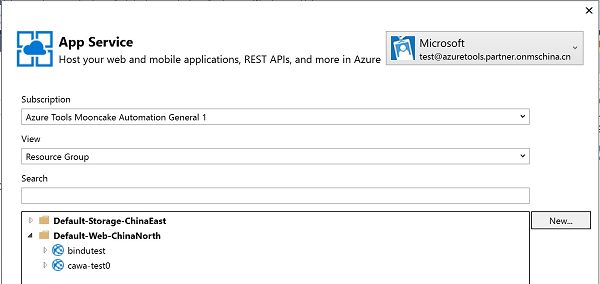 App Service
Host your web and mobile applications, REST APIs, and more in Azure
Microsoft
test@azuretools.partner.onmschina.cn
Subscription
Azure Tools Mooncake Automation General 1
View
Resource Group
Search
Default-Storage-ChinaEast
New...
Default-Web-ChinaNorth
bindutest
cawa-test0